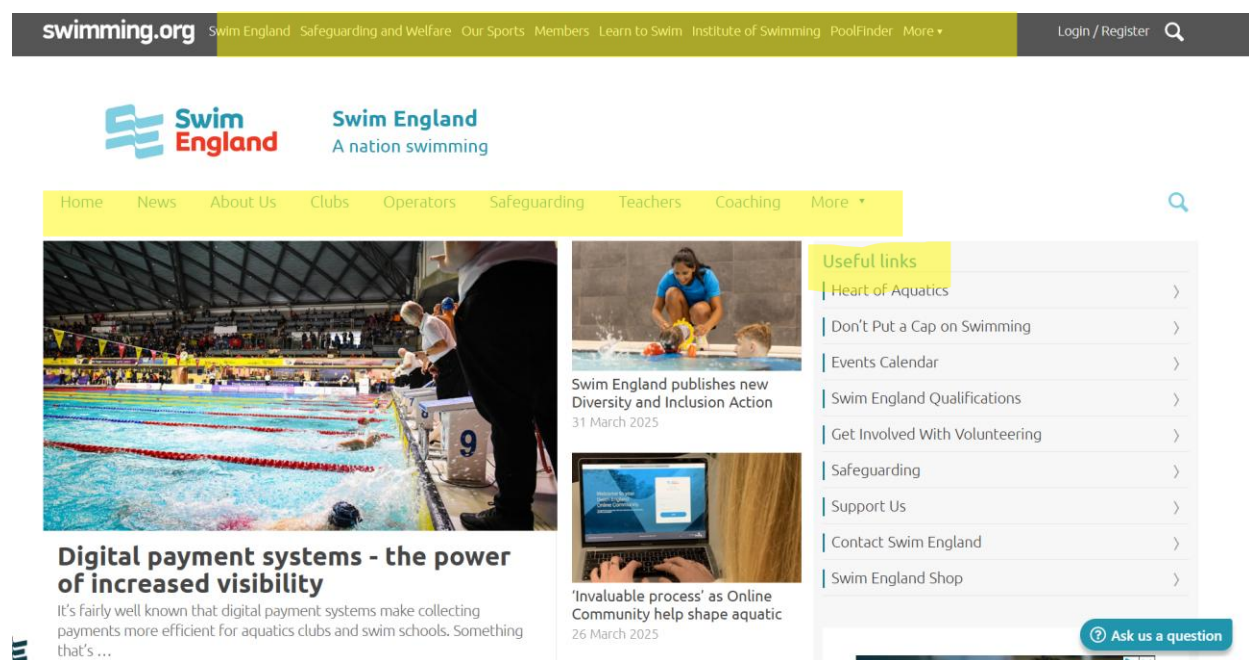 swimming.org Swim England Safeguarding and Welfare Our Sports Members Learn to Swim Institute of Swimming PoolFinder More Login / Register
Swim
England
Swim England
A nation swimming
Home News About Us Clubs Operators Safeguarding Teachers Coaching More
9
Digital payment systems - the power
of increased visibility
It's fairly well known that digital payment systems make collecting
payments more efficient for aquatics clubs and swim schools. Something
that's …
Swim England publishes new
Diversity and Inclusion Action
31 March 2025
'Invaluable process' as Online
Community help shape aquatic
26 March 2025
Useful links
Heart of Aquatics
Don't Put a Cap on Swimming
Events Calendar
Swim England Qualifications
Get Involved With Volunteering
Safeguarding
Support Us
Contact Swim England
Swim England Shop
Ask us a question